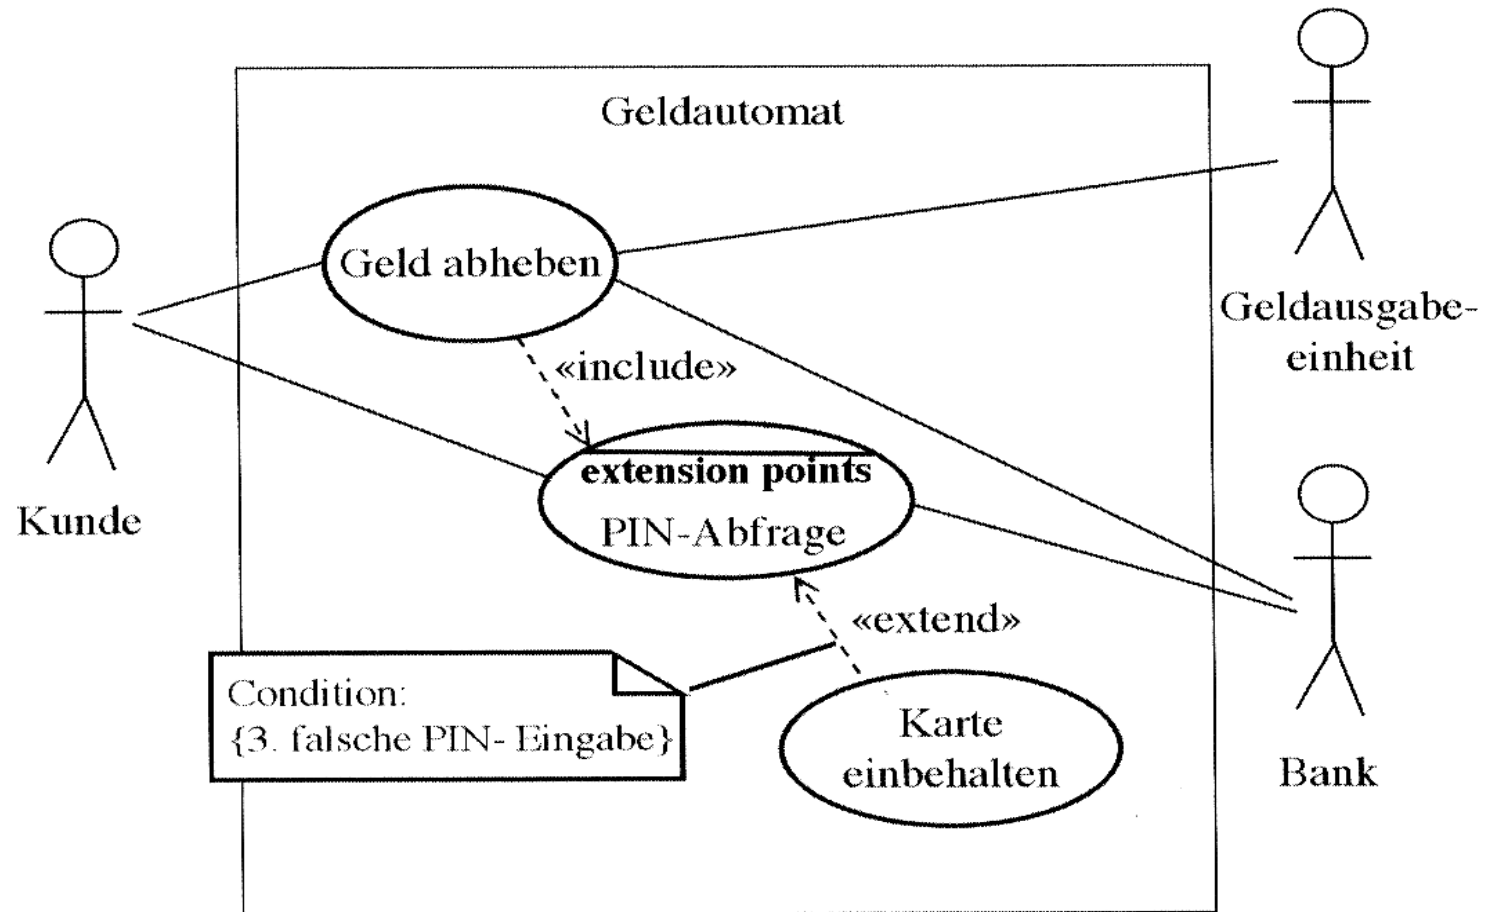 Geldautomat
Geld abheben
«include»
Geldausgabe-
einheit
extension points
PIN-Abfrage
Kunde
«extend»
Condition:
{3. falsche PIN- Eingabe}
Karte
einbehalten
Bank